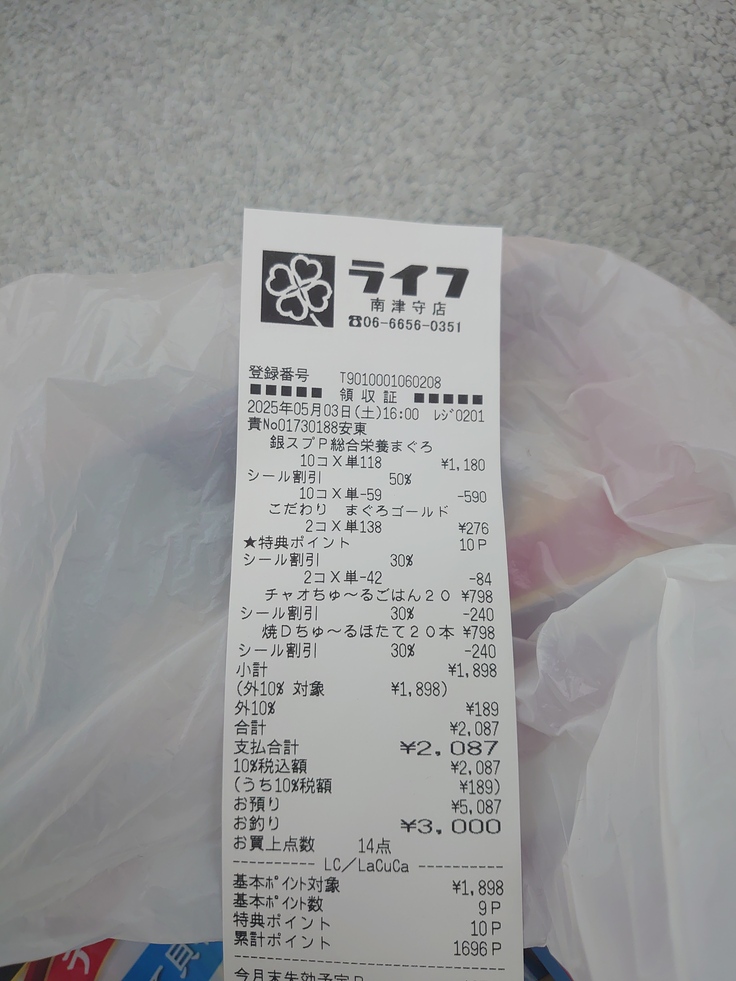 ライフ
南津守店
☎06-6656-0351
登録番号 T9010001060208
■■■■■ 領収証 ■■■■■
2025年05月03日(土)16:00 ﾚｼﾞ0201
責No01730188安東
銀スプP総合栄養まぐろ
10コX単118 ¥1,180
シール割引 50%
10コX単-59 -590
こだわり まぐろゴールド
2コX単138 ¥276
★特典ポイント 10P
シール割引 30%
2コX単-42 -84
チャオちゅ～るごはん20 ¥798
シール割引 30% -240
焼Dちゅ～るほたて20本 ¥798
シール割引 30% -240
小計 ¥1,898
(外10% 対象 ¥1,898)
外10% ¥189
合計 ¥2,087
支払合計 ¥2,087
10%税込額 ¥2,087
(うち10%税額 ¥189)
お預り ¥5,087
お釣り ¥3,000
お買上点数 14点
---------- LC/LaCuCa ----------
基本ﾎﾟｲﾝﾄ対象 ¥1,898
基本ﾎﾟｲﾝﾄ数 9P
特典ポイント 10P
累計ポイント 1696P
今月末失効予定P